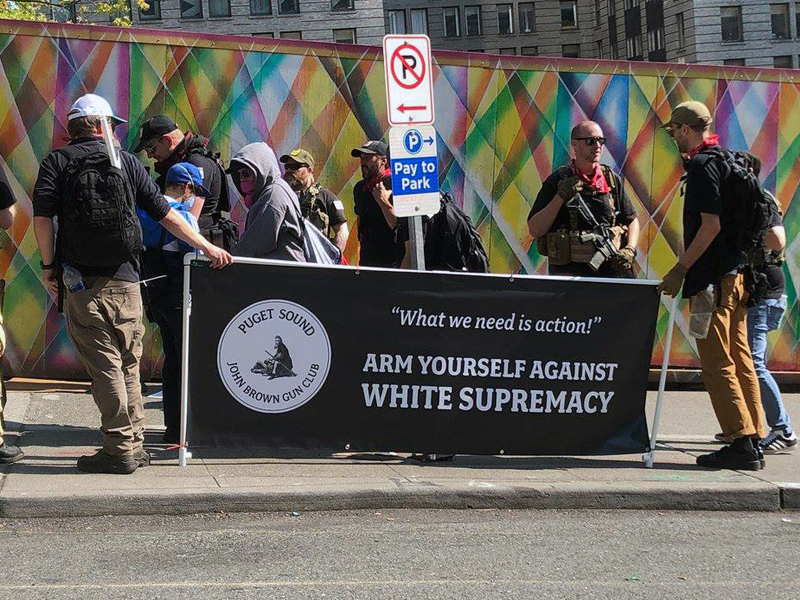 P
P
Pay to
Park
PUGET SOUND
JOHN BROWN GUN CLUB
"What we need is action!"
ARM YOURSELF AGAINST
WHITE SUPREMACY